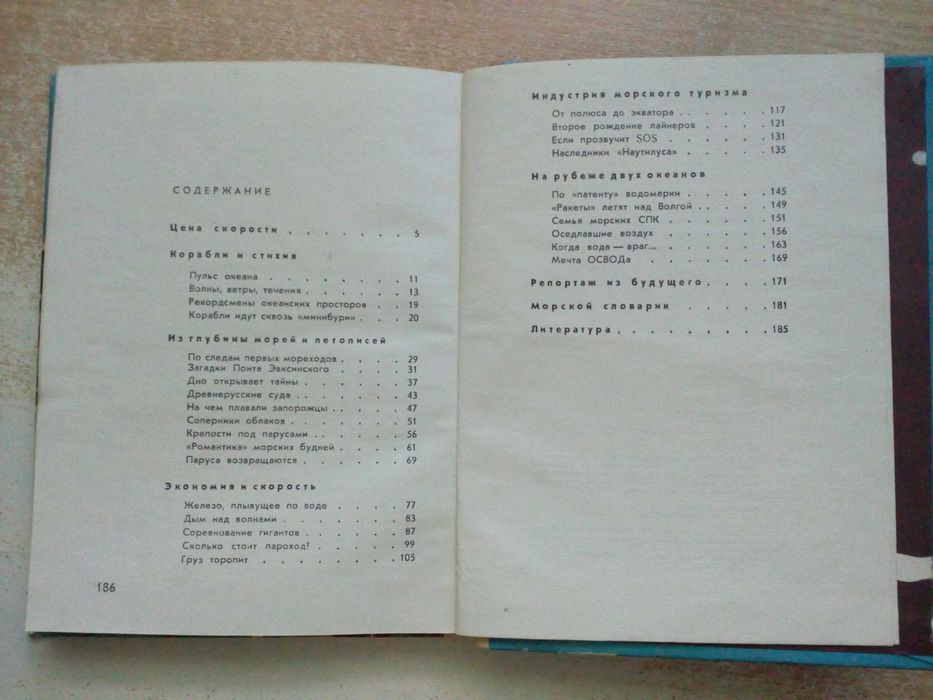 СОДЕРЖАНИЕ
Цена скорости . . . . . . . 5
Корабли и стихия
Пульс океана . . . . . . . 11
Волны, ветры, течения . . . . . 13
Рекордсмены океанских просторов . . 19
Корабли идут сквозь «минибури» . . . 20
Из глубины морей и летописей
По следам первых мореходов . . . . 29
Загадки Понта Эвксинского . . . . 31
Дно открывает тайны . . . . . 37
Древнерусские суда . . . . . . 43
На чем плавали запорожцы . . . . 47
Соперники облаков . . . . . . 51
Крепости под парусами . . . . . 56
«Романтика» морских будней . . . . 61
Паруса возвращаются . . . . . 69
Экономия и скорость
Железо, плывущее по воде . . . . 77
Дым над волнами . . . . . . 83
Соревнование гигантов . . . . . 87
Сколько стоит пароход? . . . . . 99
Груз торопит . . . . . . . 105
186
Индустрия морского туризма
От полюса до экватора . . . . . 117
Второе рождение лайнеров . . . . 121
Если прозвучит SOS . . . . . 131
Наследники «Наутилуса» . . . . . 135
На рубеже двух океанов
По «патенту» водомерки . . . . . 145
«Ракеты» летят над Волгой . . . . 149
Семья морских СПК . . . . . 151
Оседлавшие воздух . . . . . 156
Когда вода — враг... . . . . . 163
Мечта ОСВОДа . . . . . . 169
Репортаж из будущего . . . . 171
Морской словарик . . . . . 181
Литература . . . . . . . . 185